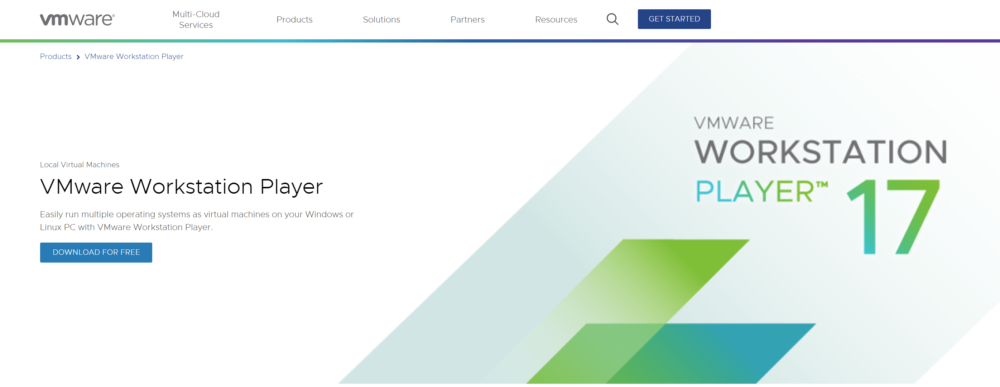 vmware®
Multi-Cloud
Services
Products
Solutions
Partners
Resources
GET STARTED
Products
VMware Workstation Player
Local Virtual Machines
VMware Workstation Player
Easily run multiple operating systems as virtual machines on your Windows or
Linux PC with VMware Workstation Player.
DOWNLOAD FOR FREE
VMWARE
WORKSTATION
PLAYER™ 17